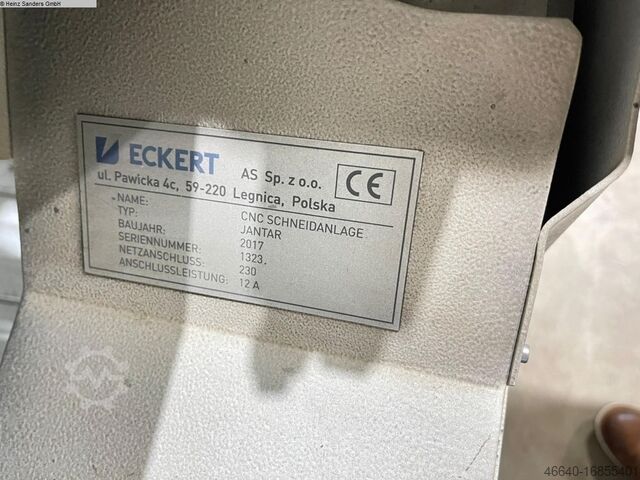 © Heinz Sanders GmbH
ECKERT AS Sp. z o.o. CE
ul. Pawicka 4c, 59-220 Legnica, Polska
NAME: CNC SCHNEIDANLAGE
TYP: JANTAR
BAUJAHR: 2017
SERIENNUMMER: 1323,
NETZANSCHLUSS: 230
ANSCHLUSSLEISTUNG: 12 A
46640-16855401